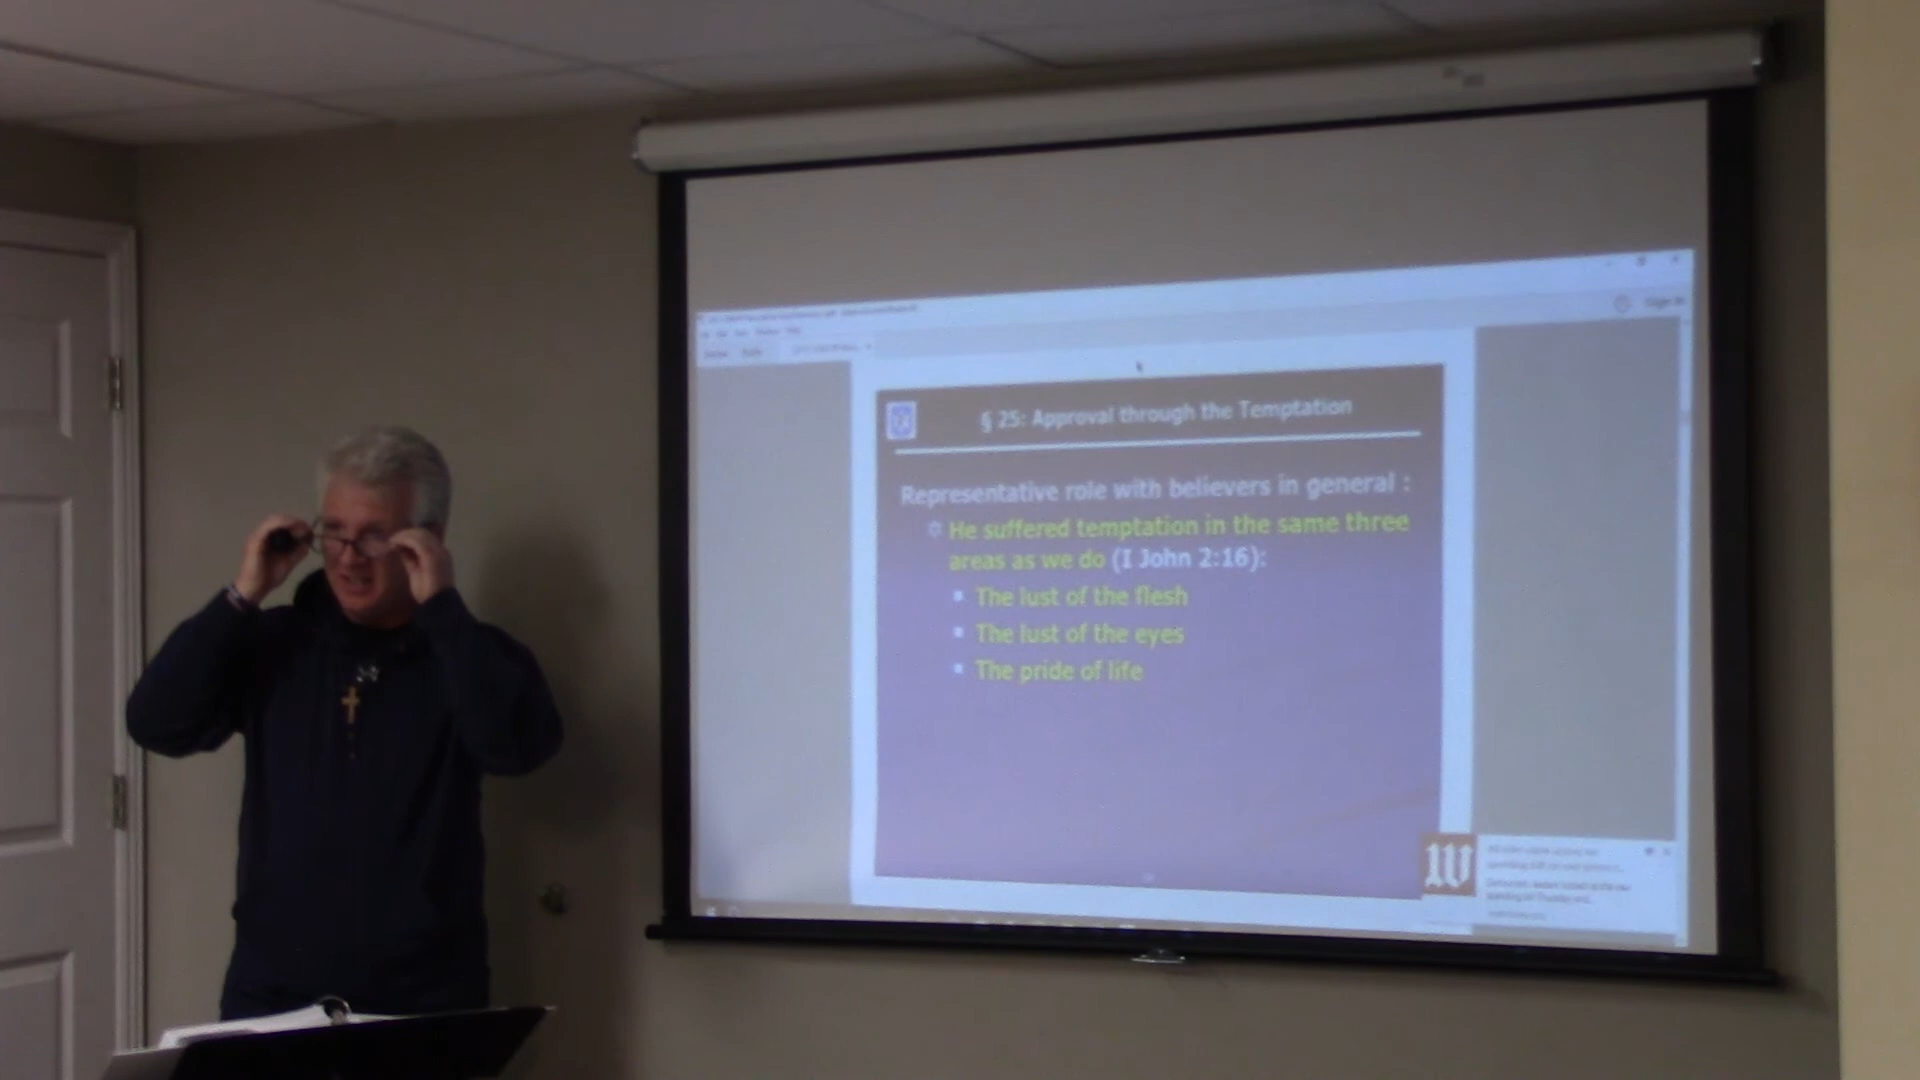 Sign In
§ 25: Approval through the Temptation
Representative role with believers in general :
He suffered temptation in the same three
areas as we do (I John 2:16):
The lust of the flesh
The lust of the eyes
The pride of life
W